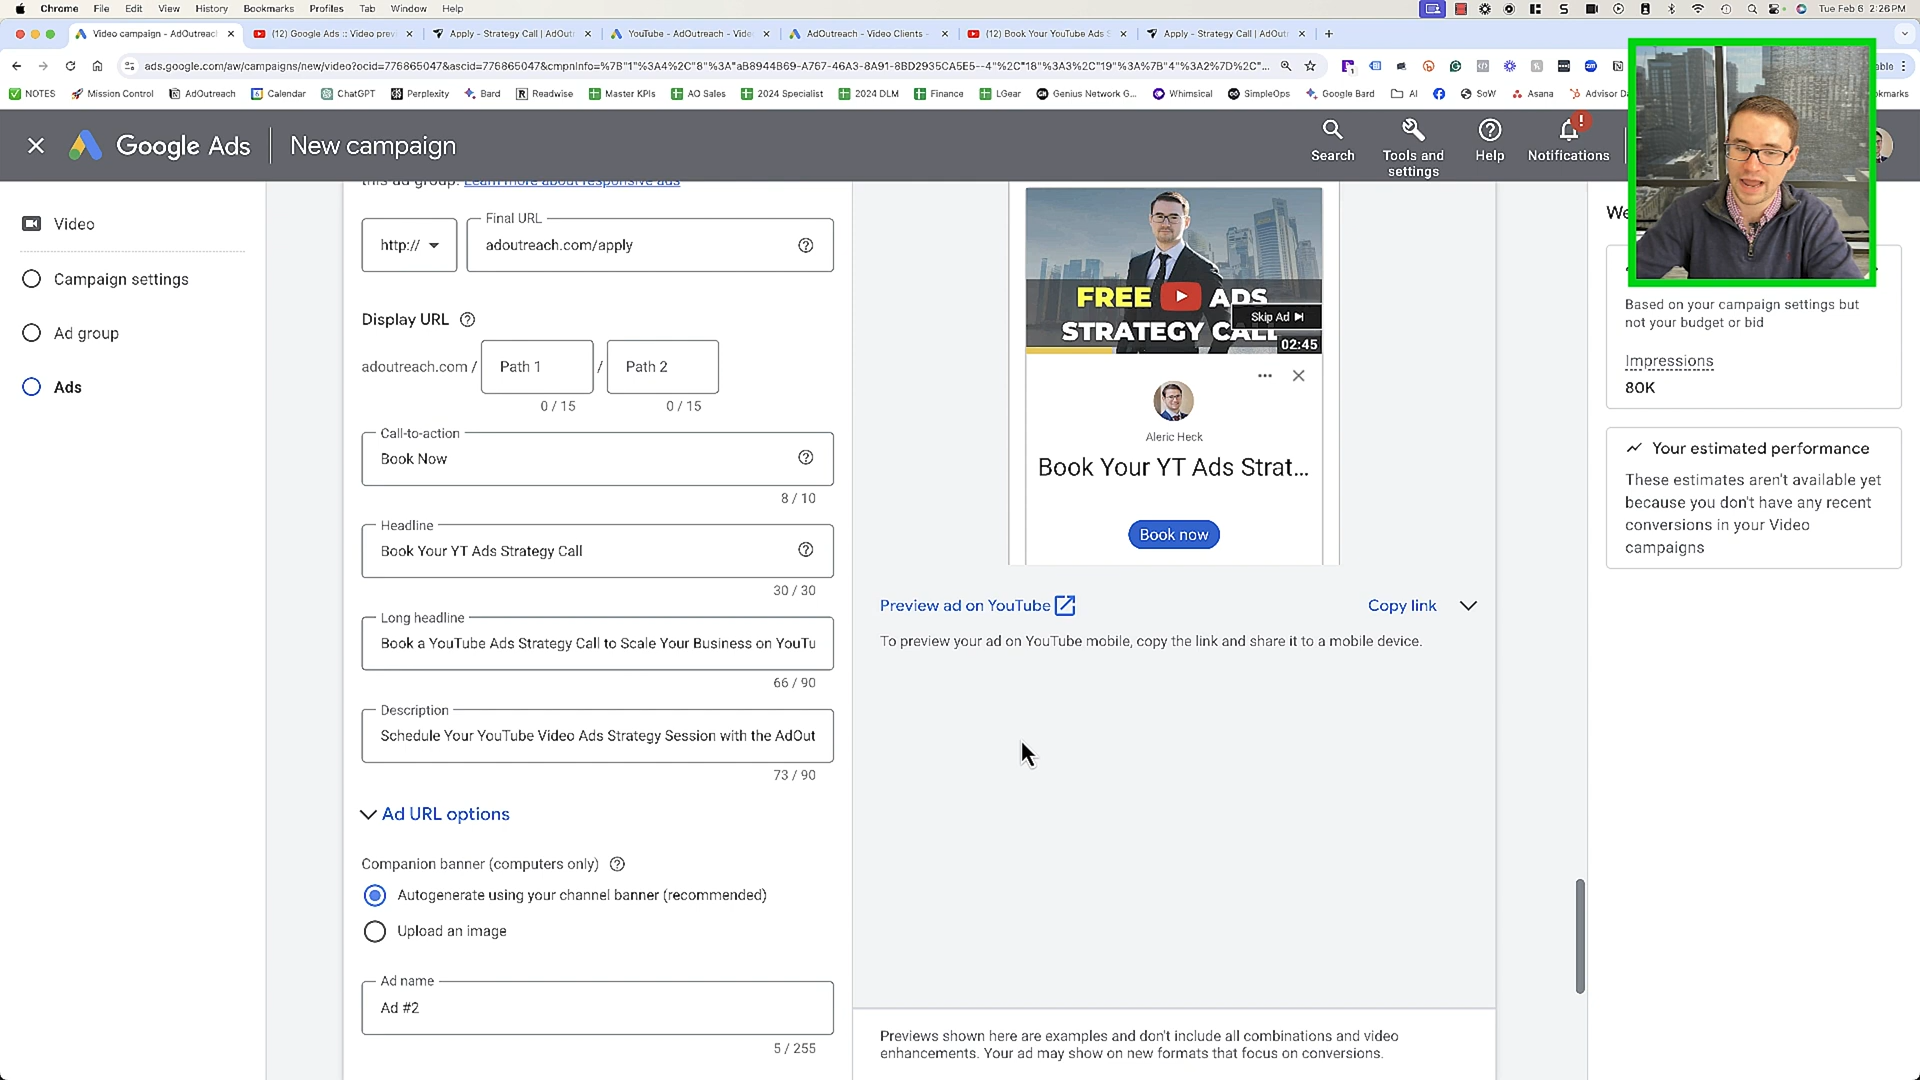 Chrome File Edit View History Bookmarks Profiles Tab Window Help
Tue Feb 6 2:26PM
Video campaign - AdOutreach
(12) Google Ads :: Video prev
Apply - Strategy Call | AdOut
YouTube - AdOutreach - Vide
AdOutreach - Video Clients -
(12) Book Your YouTube Ads S
Apply - Strategy Call | AdOut
ads.google.com/aw/campaigns/new/video?ocid=776865047&ascid=776865047&cmpnInfo=%7B"1"%3A4%2C"8"%3A"aB8944B69-A767-46A3-8A91-8BD2935CA5E5--4"%2C"18"%3A3%2C"19"%3A%7B"4"%3A2%7D%2C"...
NOTES Mission Control AdOutreach Calendar ChatGPT Perplexity Bard Readwise Master KPIs AO Sales 2024 Specialist 2024 DLM Finance LGear Genius Network G... Whimsical SimpleOps Google Bard AI SoW Asana Advisor
Google Ads New campaign
Search
Tools and
settings
Help
Notifications
Video
Campaign settings
Ad group
Ads
this ad group. Learn more about responsive ads
http://
Final URL
adoutreach.com/apply
Display URL
adoutreach.com / Path 1 / Path 2
0 / 15
0 / 15
Call-to-action
Book Now
8 / 10
Headline
Book Your YT Ads Strategy Call
30 / 30
Long headline
Book a YouTube Ads Strategy Call to Scale Your Business on YouTu
66 / 90
Description
Schedule Your YouTube Video Ads Strategy Session with the AdOut
73 / 90
Ad URL options
Companion banner (computers only)
Autogenerate using your channel banner (recommended)
Upload an image
Ad name
Ad #2
5 / 255
FREE ADS
STRATEGY CALL
Skip Ad
02:45
Aleric Heck
Book Your YT Ads Strat...
Book now
Preview ad on YouTube
Copy link
To preview your ad on YouTube mobile, copy the link and share it to a mobile device.
Previews shown here are examples and don't include all combinations and video
enhancements. Your ad may show on new formats that focus on conversions.
We
Based on your campaign settings but
not your budget or bid
Impressions
80K
Your estimated performance
These estimates aren't available yet
because you don't have any recent
conversions in your Video
campaigns